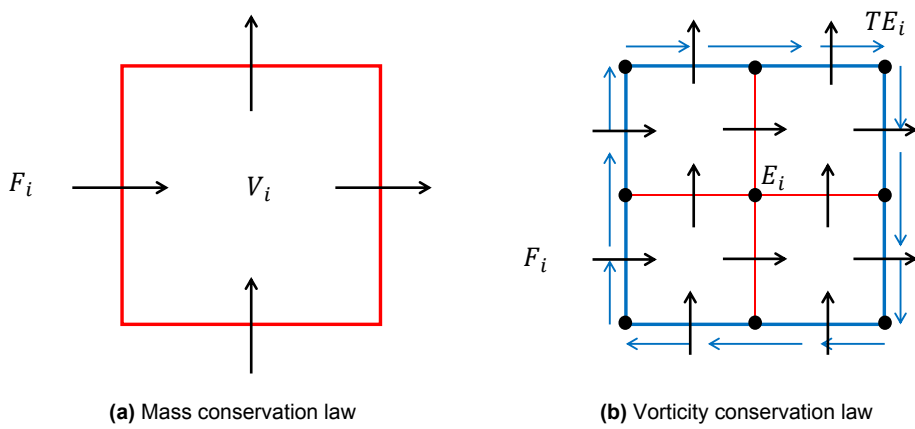 F_i
V_i
TE_i
E_i
F_i
(a) Mass conservation law
(b) Vorticity conservation law